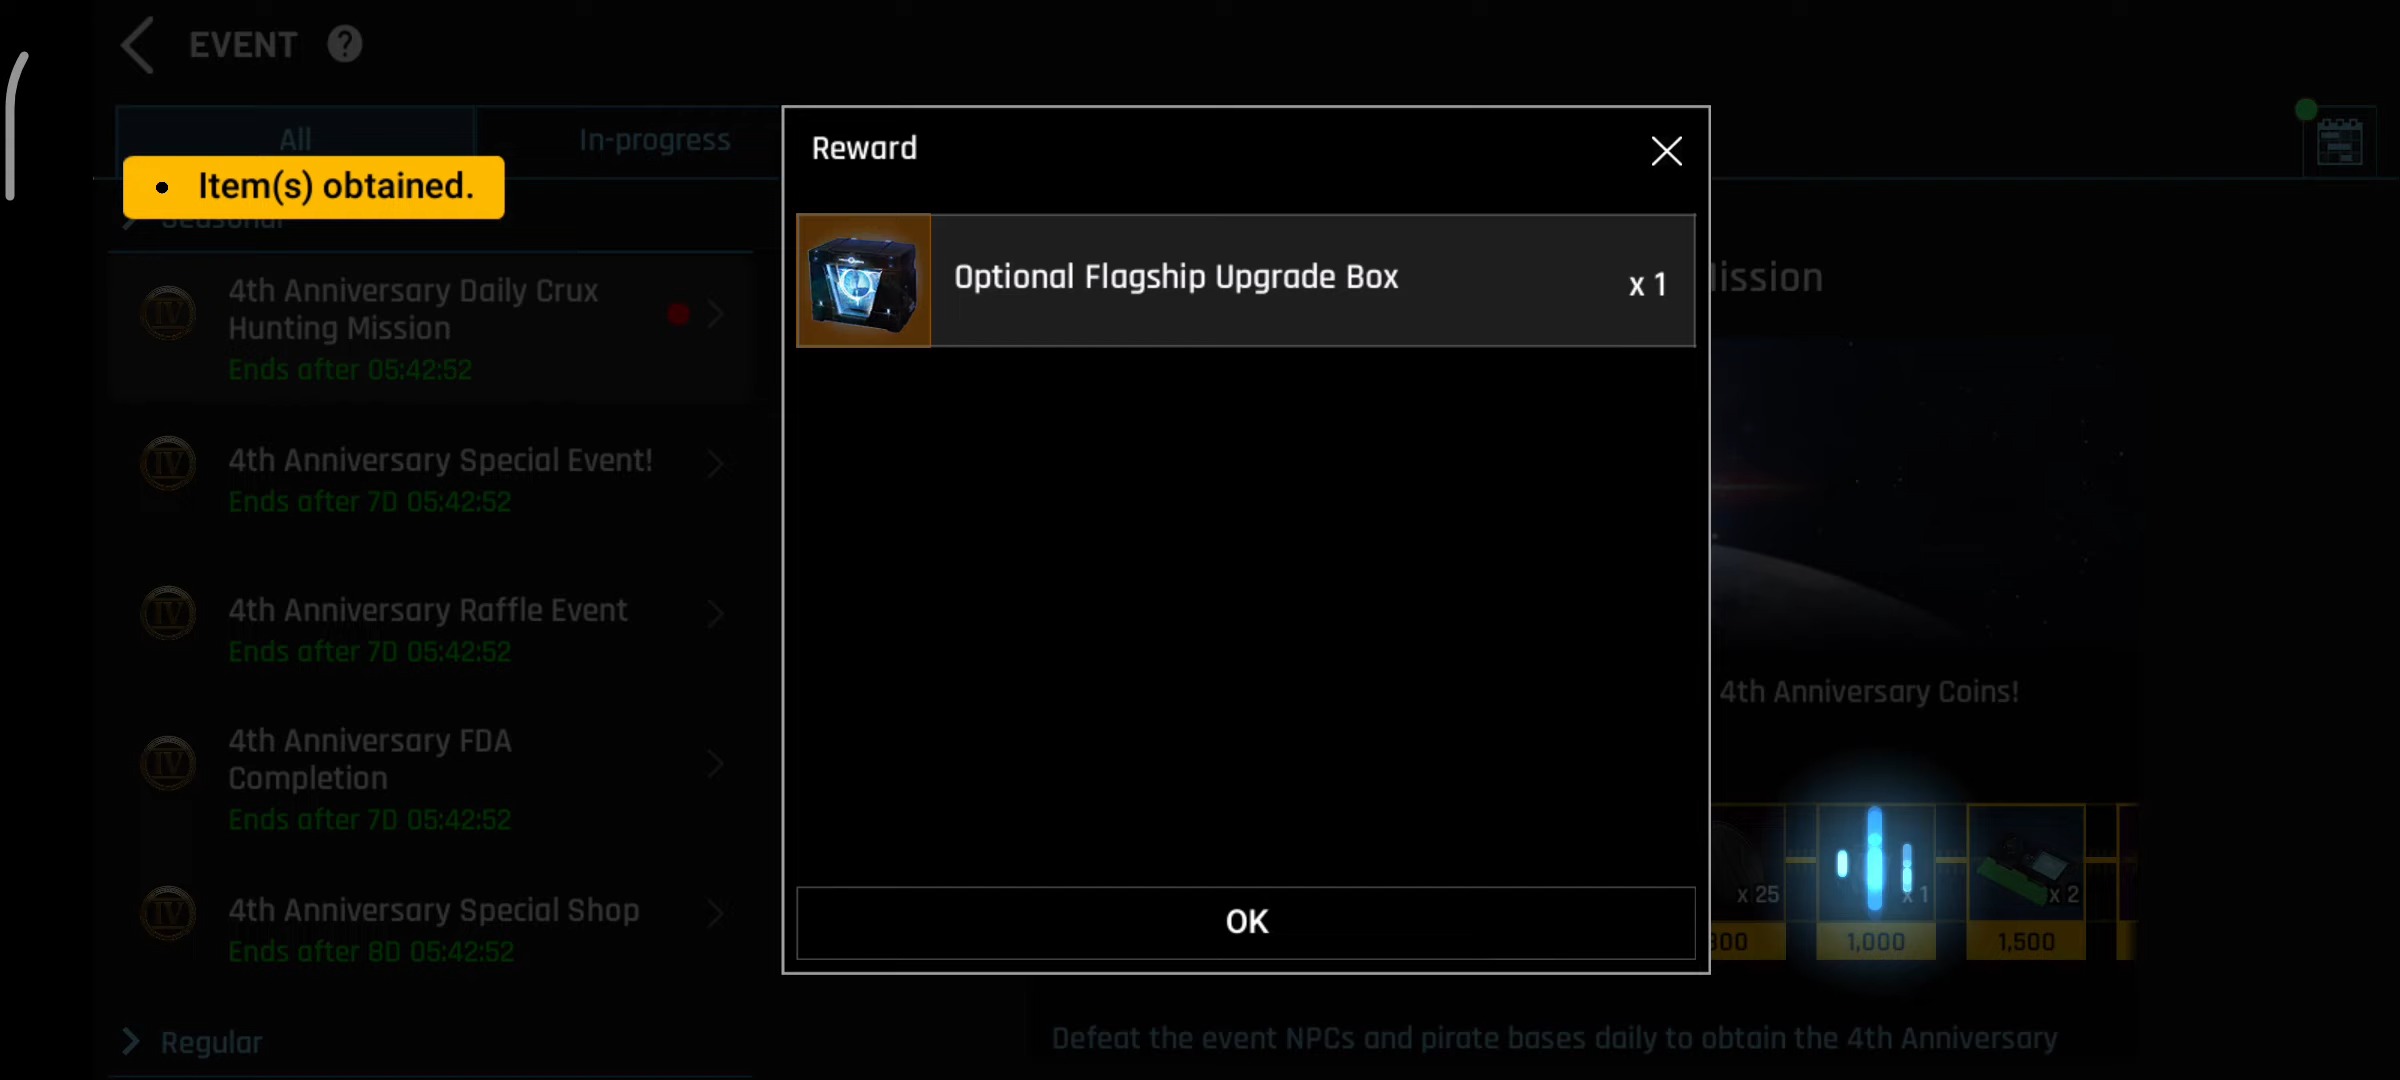 EVENT ?
All
In-progress
Item(s) obtained.
Seasonal
4th Anniversary Daily Crux
Hunting Mission
Ends after 05:42:52
4th Anniversary Special Event!
Ends after 7D 05:42:52
4th Anniversary Raffle Event
Ends after 7D 05:42:52
4th Anniversary FDA
Completion
Ends after 7D 05:42:52
4th Anniversary Special Shop
Ends after 8D 05:42:52
Regular
Reward
Optional Flagship Upgrade Box
x 1
OK
ission
4th Anniversary Coins!
x 25
x 1
x 2
800
1,000
1,500
Defeat the event NPCs and pirate bases daily to obtain the 4th Anniversary